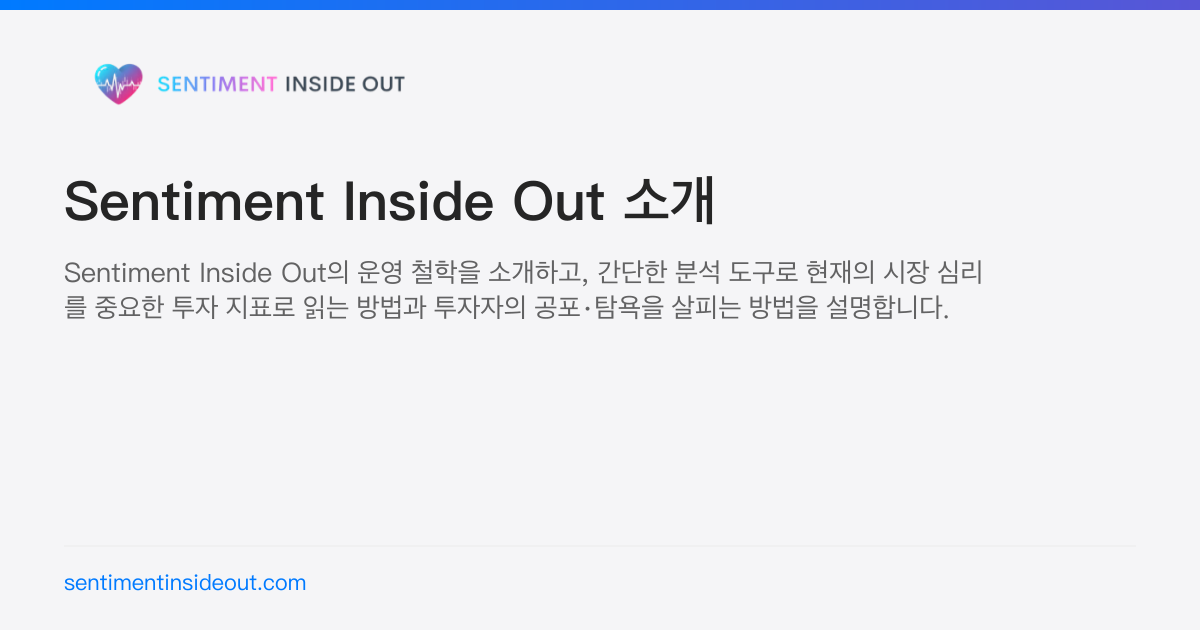 SENTIMENT INSIDE OUT
Sentiment Inside Out 소개
Sentiment Inside Out의 운영 철학을 소개하고, 간단한 분석 도구로 현재의 시장 심리
를 중요한 투자 지표로 읽는 방법과 투자자의 공포·탐욕을 살피는 방법을 설명합니다.
sentimentinsideout.com